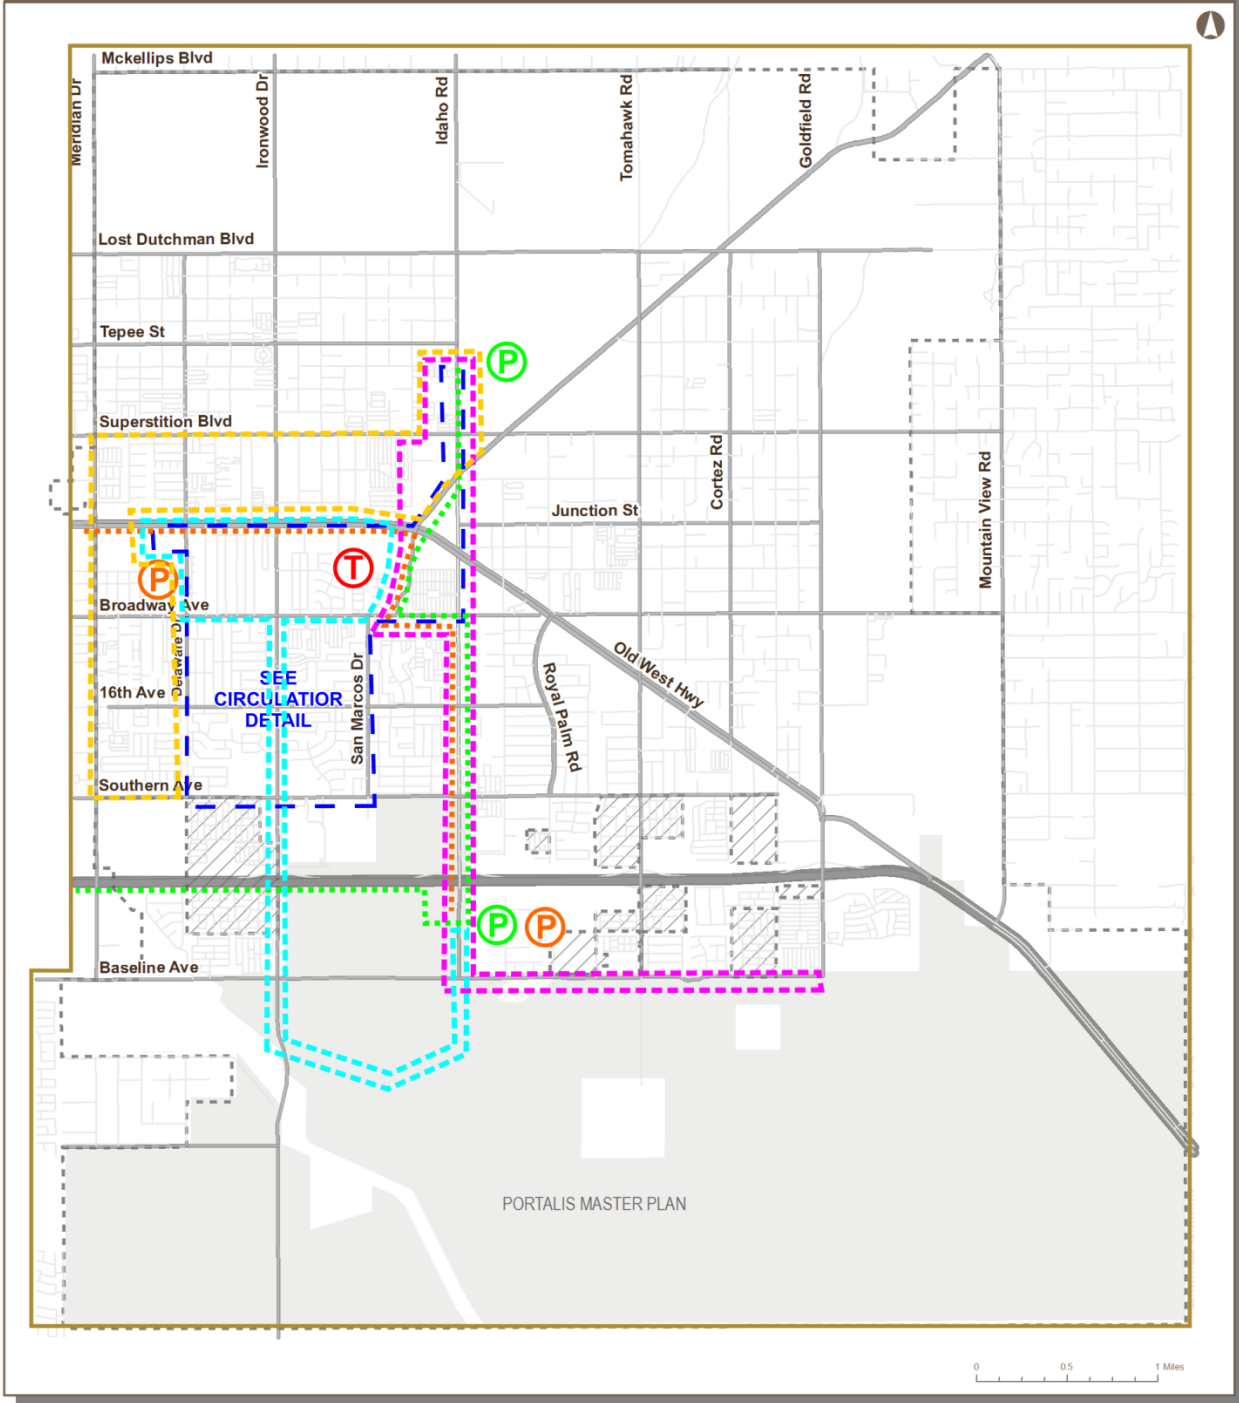 Mckellips Blvd
Meridian Dr
Ironwood Dr
Idaho Rd
Tomahawk Rd
Goldfield Rd
Lost Dutchman Blvd
Tepee St
P
Superstition Blvd
Cortez Rd
Mountain View Rd
Junction St
T
P
Broadway Ave
Delaware Dr
Old West Hwy
Royal Palm Rd
San Marcos Dr
SEE
CIRCULATIOR
DETAIL
16th Ave
Southern Ave
P
P
Baseline Ave
PORTALIS MASTER PLAN
0 0.5 1 Miles